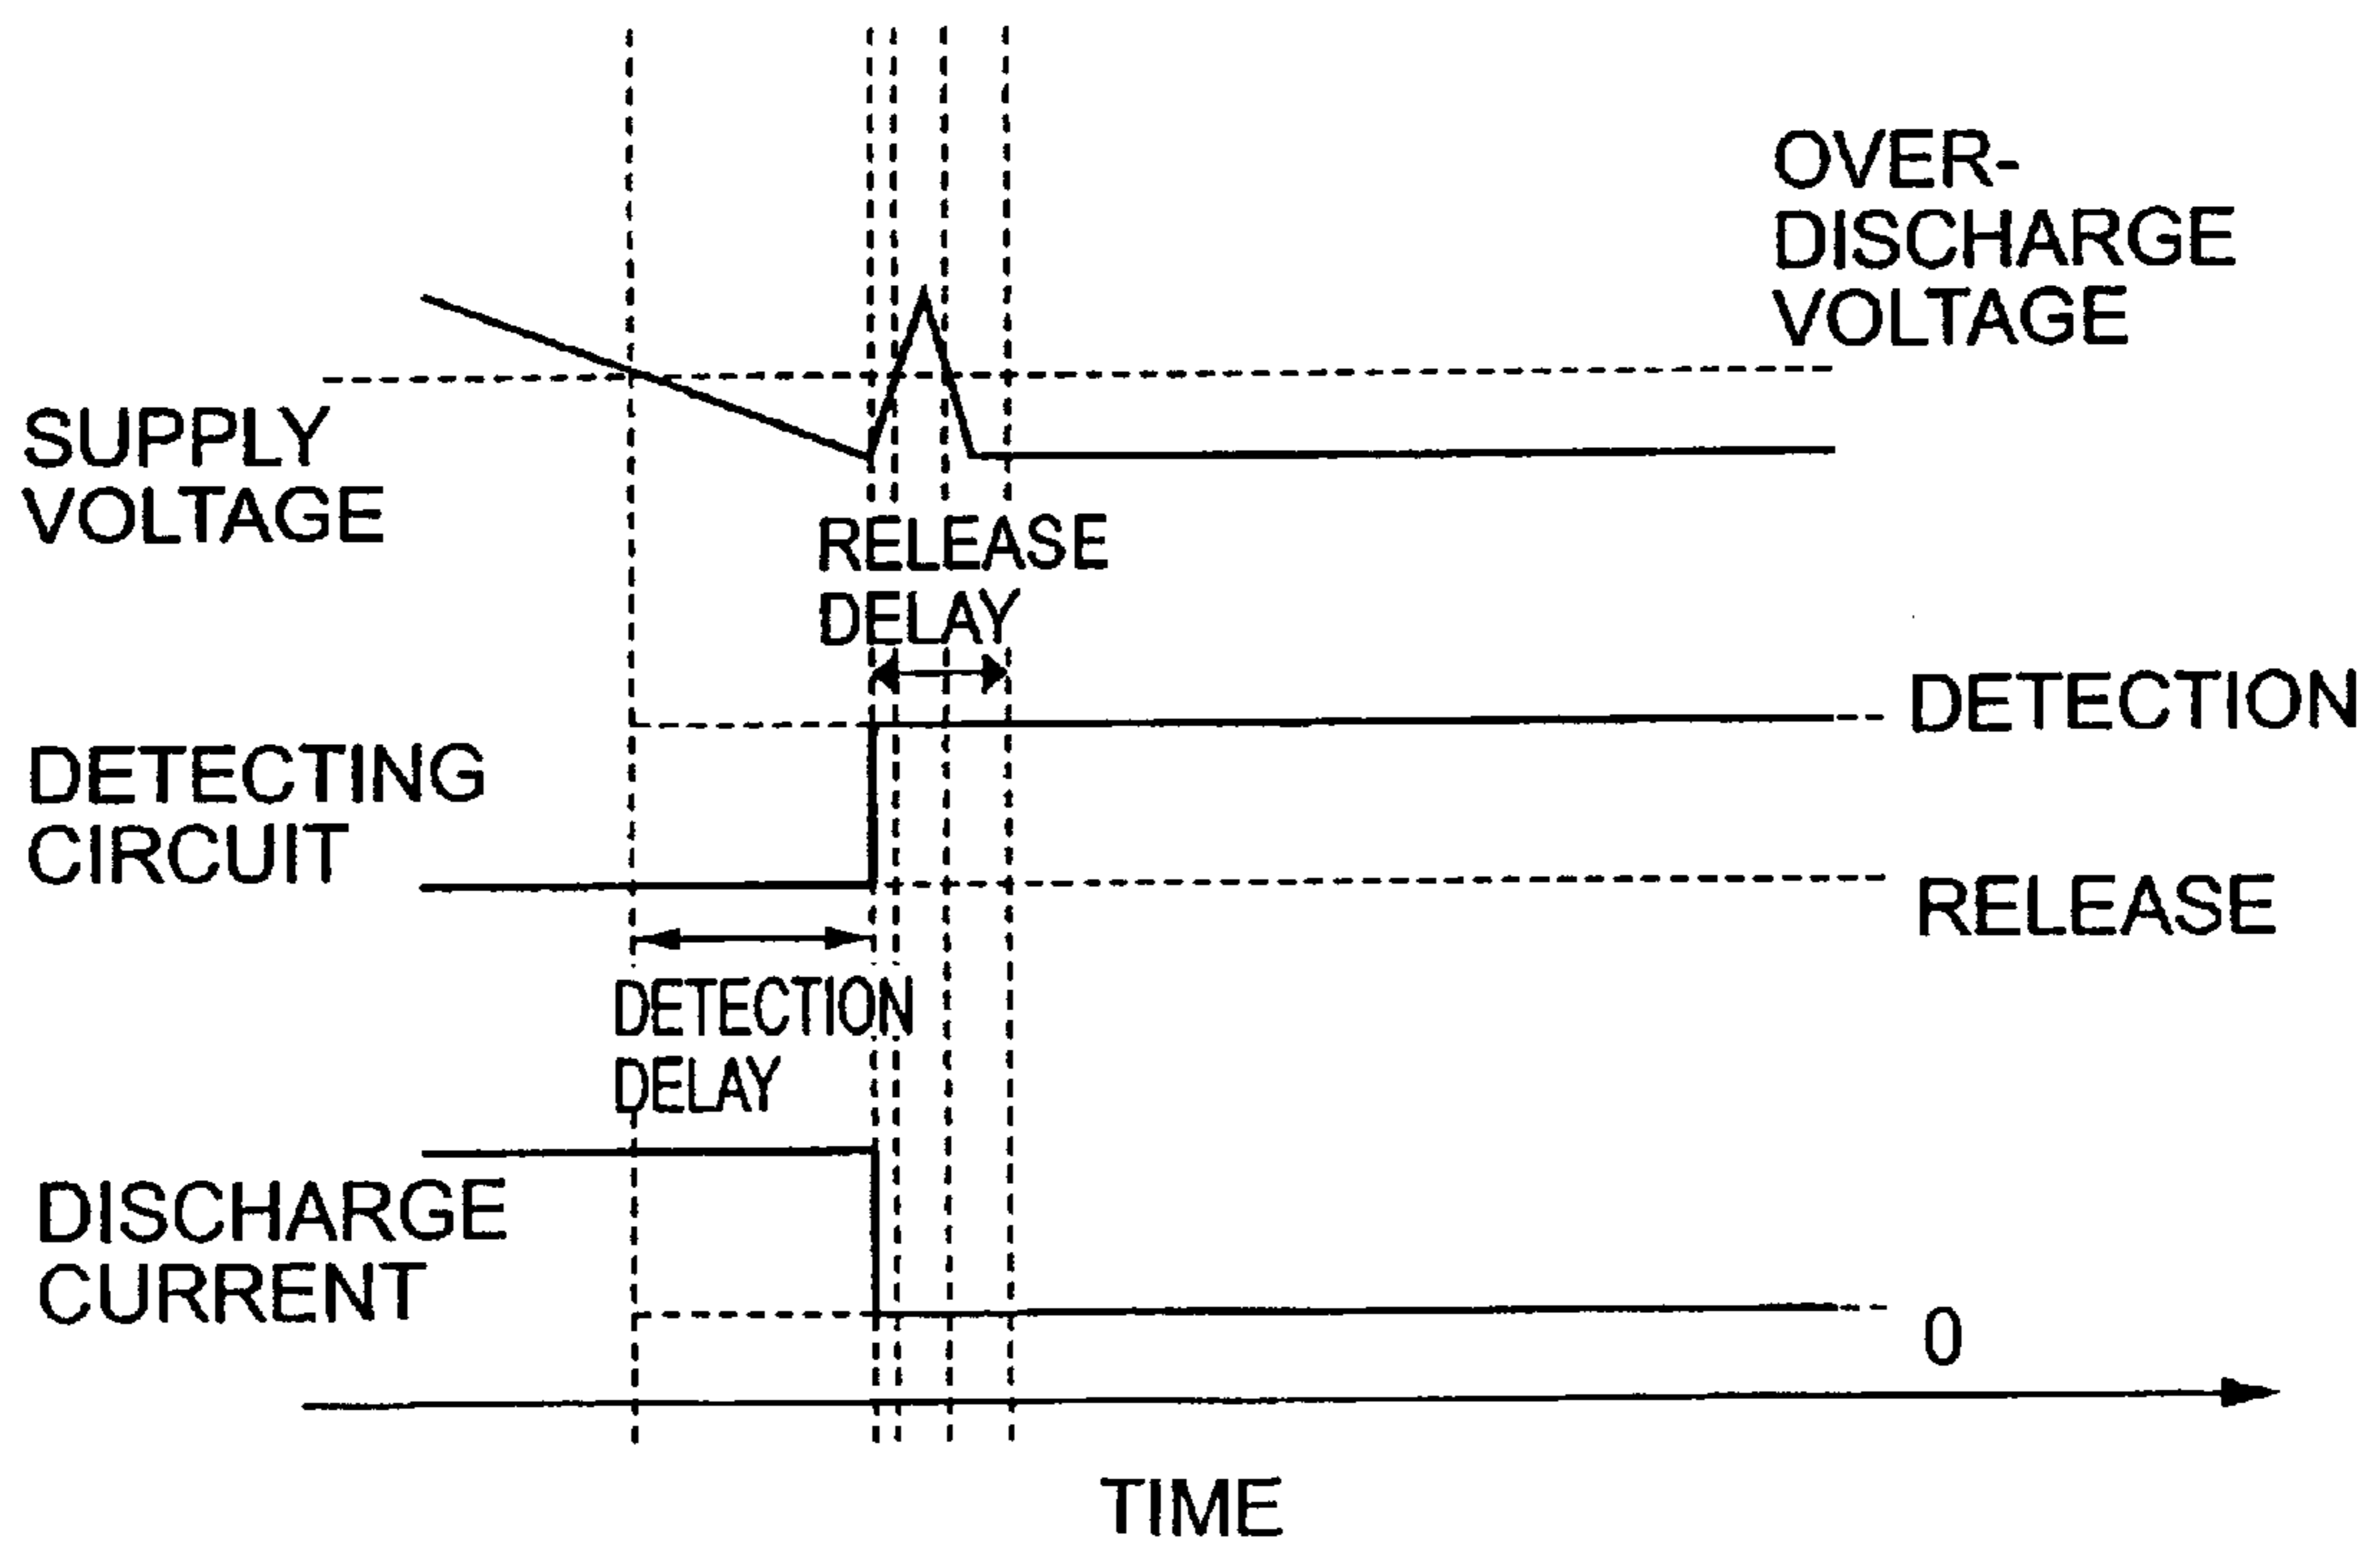 OVER-
DISCHARGE
VOLTAGE
SUPPLY
VOLTAGE
RELEASE
DELAY
DETECTION
DETECTING
CIRCUIT
RELEASE
DETECTION
DELAY
DISCHARGE
CURRENT
0
TIME